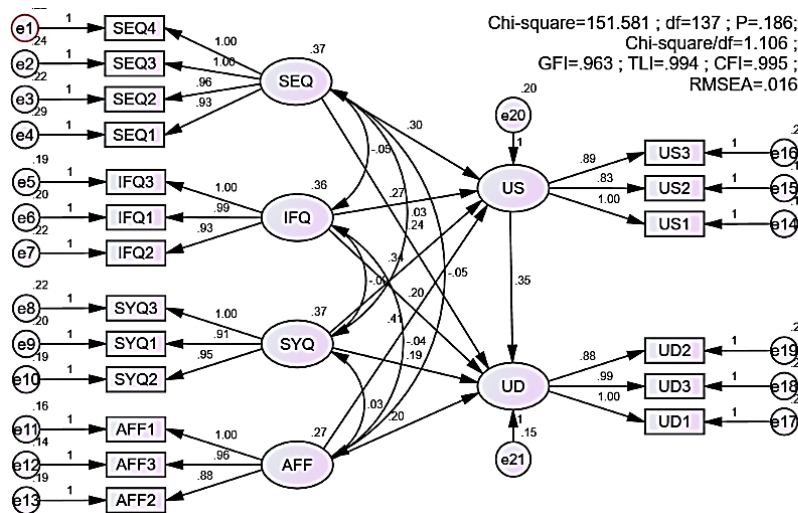 Chi-square=151.581 ; df=137 ; P=.186;
Chi-square/df=1.106 ;
GFI=.963 ; TLI=.994 ; CFI=.995 ;
RMSEA=.016
e1 1 SEQ4 1.00
.24
e2 1 SEQ3 1.00
.22
e3 1 SEQ2 .96
.29
e4 1 SEQ1 .93
.37
SEQ
.19
e5 1 IFQ3 1.00
.20
e6 1 IFQ1 .99
.22
e7 1 IFQ2 .93
.36
IFQ
.22
e8 1 SYQ3 1.00
.20
e9 1 SYQ1 .91
.19
e10 1 SYQ2 .95
.37
SYQ
.16
e11 1 AFF1 1.00
.14
e12 1 AFF3 .96
.19
e13 1 AFF2 .88
.27
AFF
-.05
.30
.27
.03
.24
.34
-.05
.20
.41
-.04
.19
.03
.20
.35
.20
e20
1
US
.89 US3 1 e16
.83 US2 1 e15
1.00 US1 1 e14
UD
.88 UD2 1 e19
.99 UD3 1 e18
1.00 UD1 1 e17
1
.15
e21